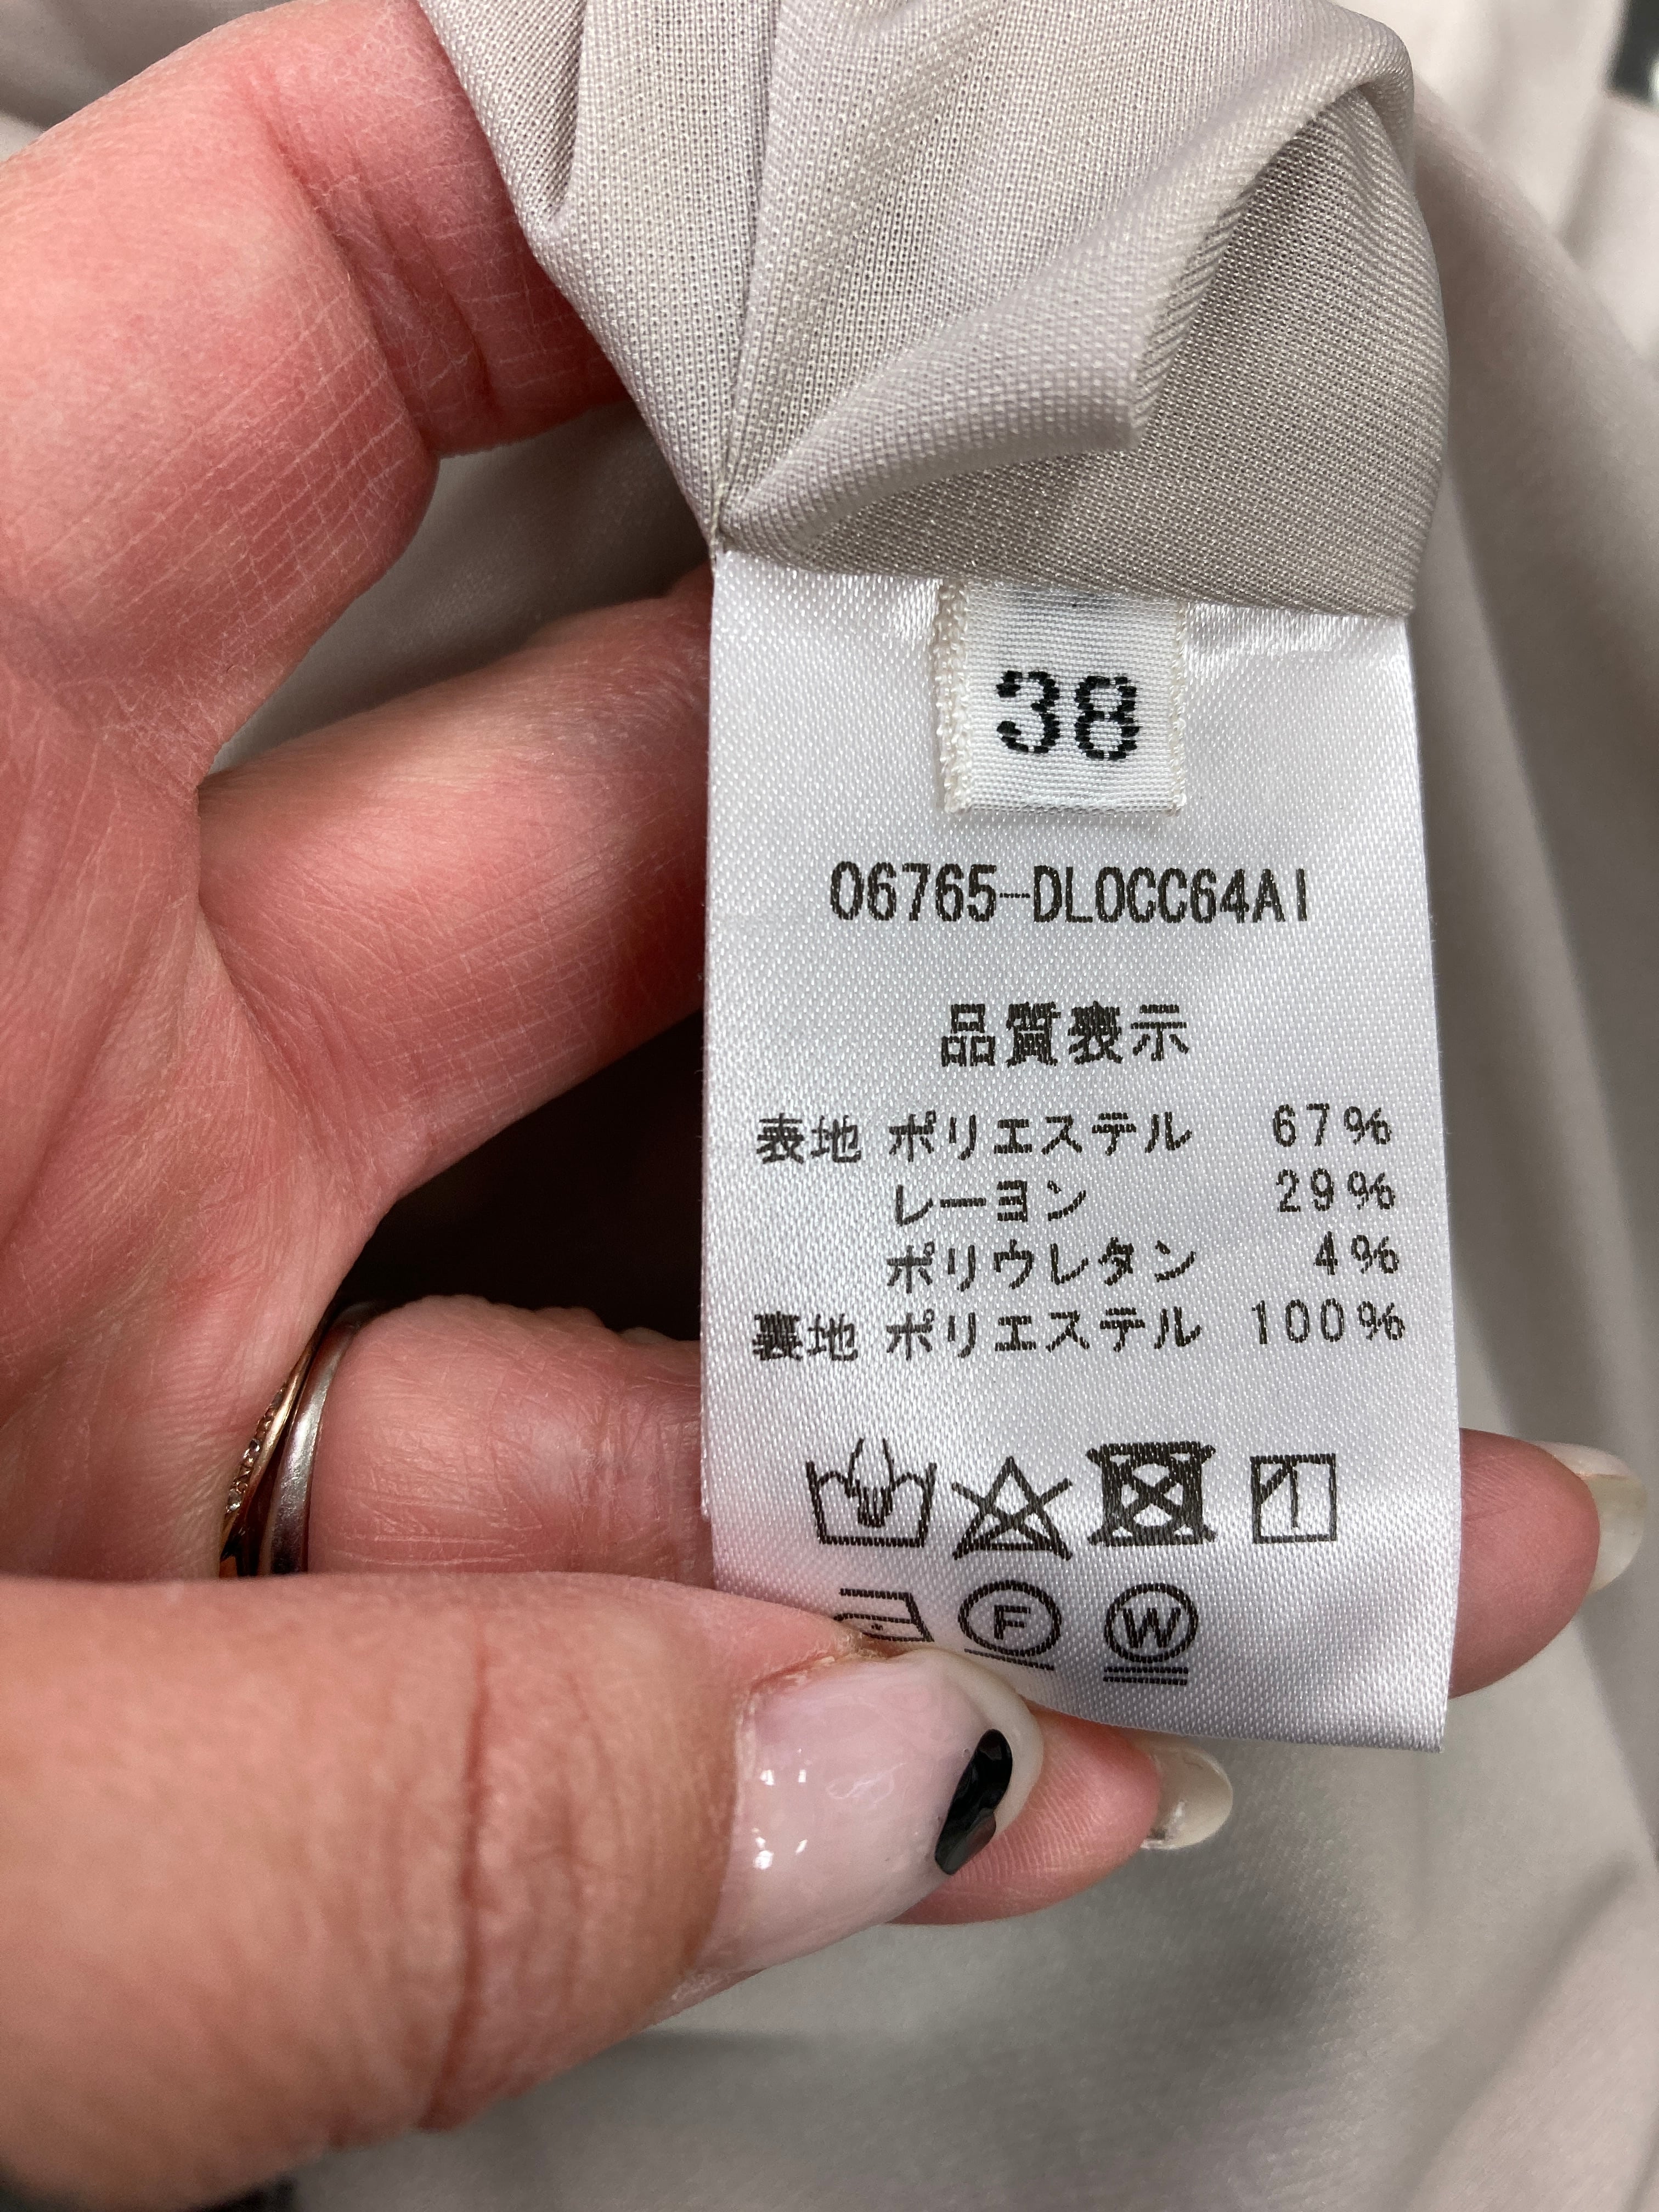 38
06765-DL0CC64AI
品質表示
表地 ポリエステル 67%
レーヨン 29%
ポリウレタン 4%
裏地 ポリエステル 100%
F W